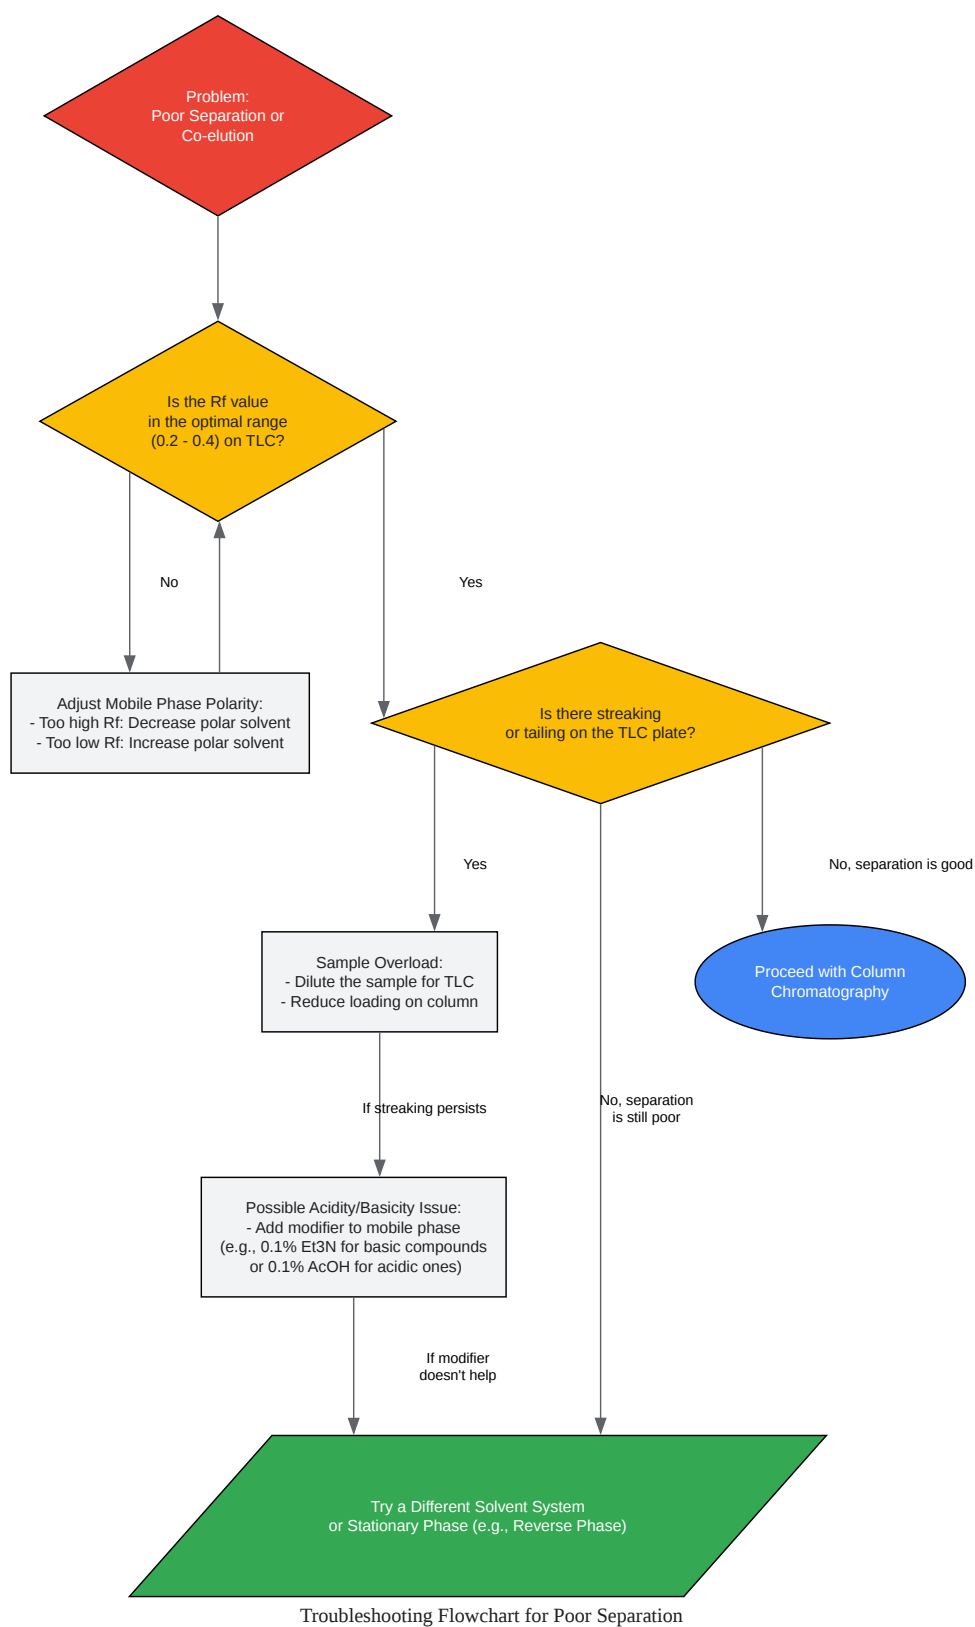 Problem:
Poor Separation or
Co-elution
Is the Rf value
in the optimal range
(0.2 - 0.4) on TLC?
No
Yes
Adjust Mobile Phase Polarity:
- Too high Rf: Decrease polar solvent
- Too low Rf: Increase polar solvent
Is there streaking
or tailing on the TLC plate?
Yes
No, separation is good
Sample Overload:
- Dilute the sample for TLC
- Reduce loading on column
Proceed with Column
Chromatography
If streaking persists
No, separation
is still poor
Possible Acidity/Basicity Issue:
- Add modifier to mobile phase
(e.g., 0.1% Et3N for basic compounds
or 0.1% AcOH for acidic ones)
If modifier
doesn't help
Try a Different Solvent System
or Stationary Phase (e.g., Reverse Phase)
Troubleshooting Flowchart for Poor Separation